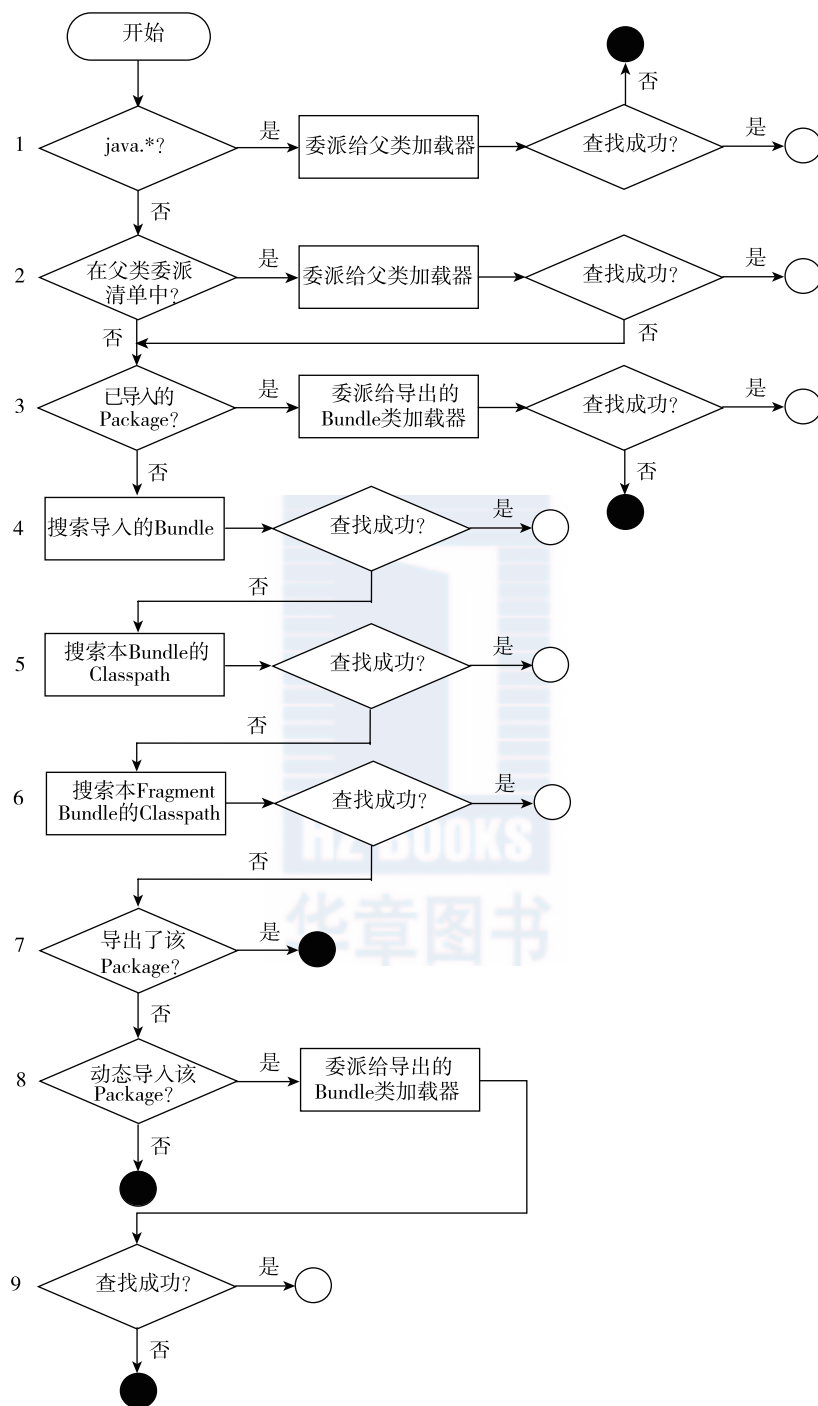 开始
否
1
java.*?
是
委派给父类加载器
查找成功?
是
否
2
在父类委派
清单中?
是
委派给父类加载器
查找成功?
是
否
否
3
已导入的
Package?
是
委派给导出的
Bundle类加载器
查找成功?
是
否
否
4
搜索导入的Bundle
查找成功?
是
否
5
搜索本Bundle的
Classpath
查找成功?
是
否
6
搜索本Fragment
Bundle的Classpath
查找成功?
是
否
HZ BOOKS
华章图书
7
导出了该
Package?
是
否
8
动态导入该
Package?
是
委派给导出的
Bundle类加载器
否
9
查找成功?
是
否